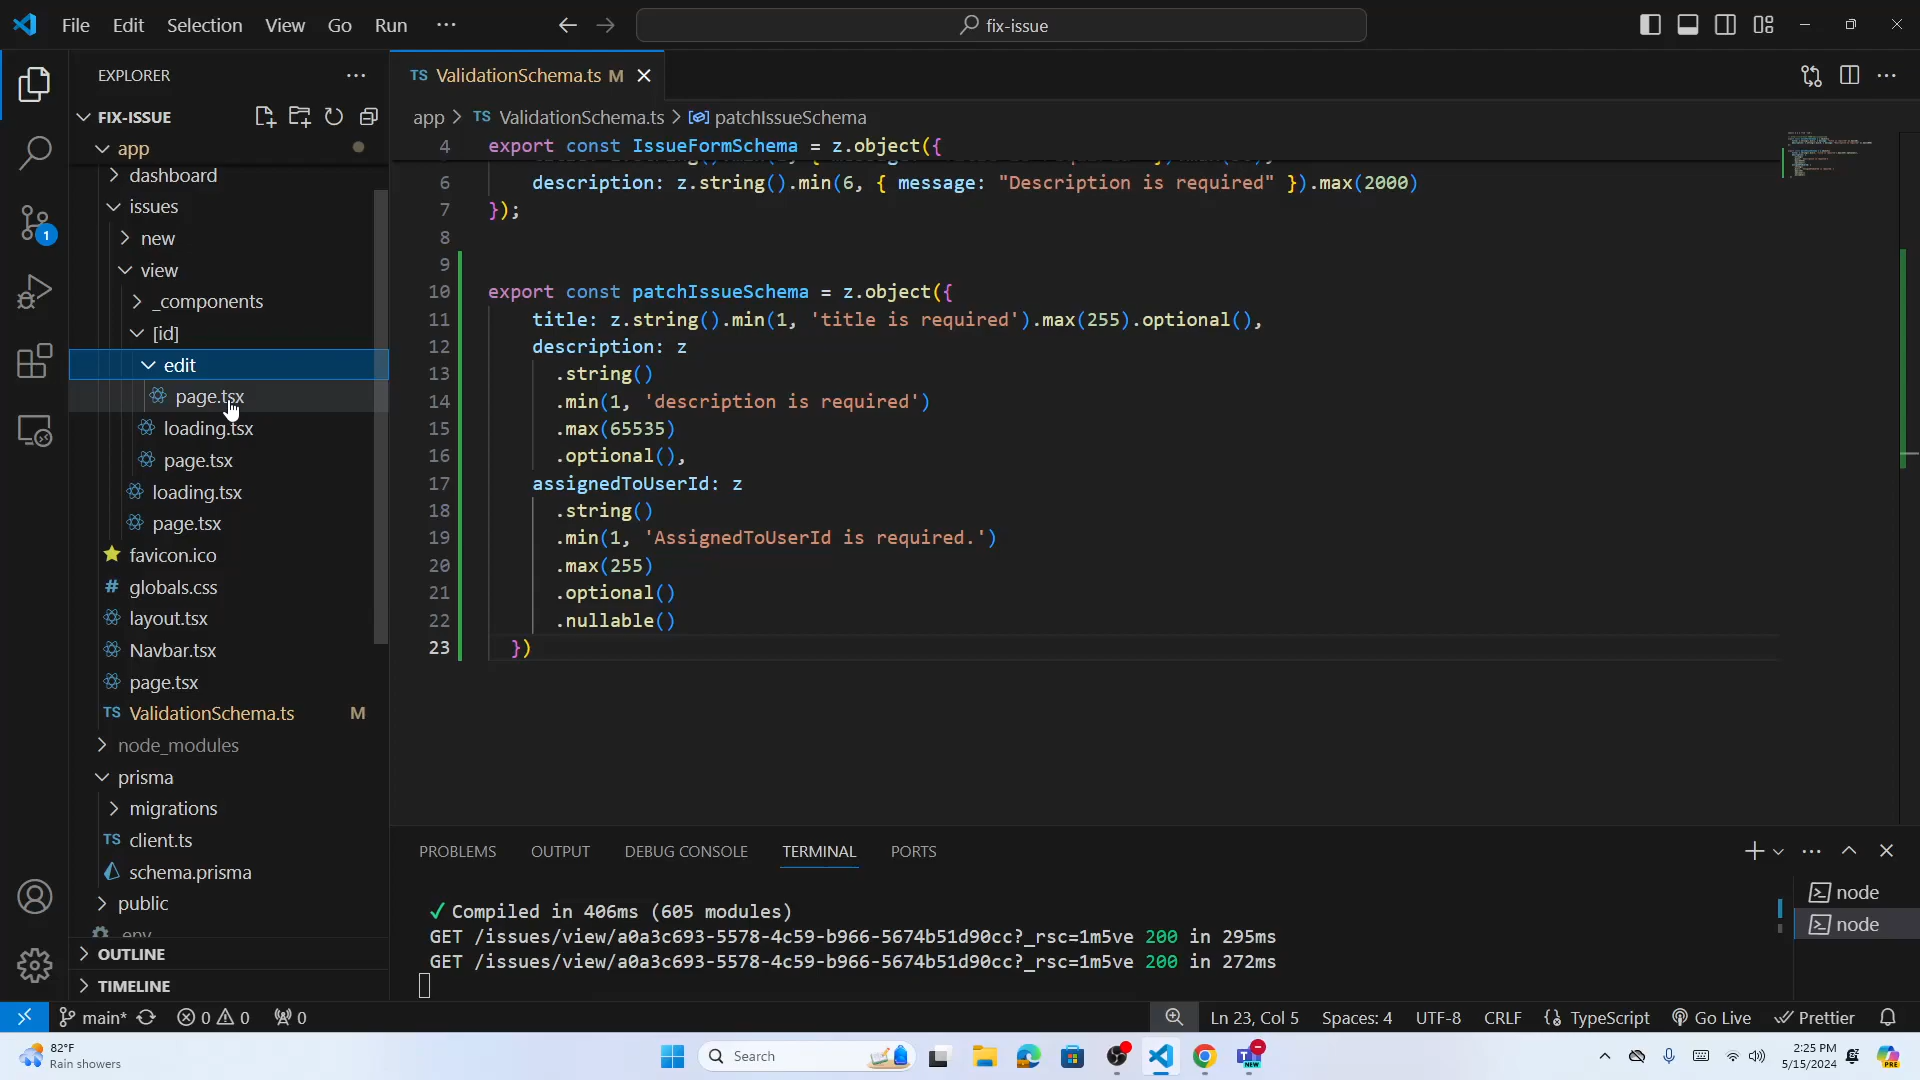 File Edit Selection View Go Run ···
fix-issue
EXPLORER
FIX-ISSUE
app
dashboard
issues
new
view
_components
[id]
edit
page.tsx
loading.tsx
page.tsx
loading.tsx
page.tsx
favicon.ico
globals.css
layout.tsx
Navbar.tsx
page.tsx
TS ValidationSchema.ts M
node_modules
prisma
migrations
TS client.ts
schema.prisma
public
OUTLINE
TIMELINE
TS ValidationSchema.ts M
app > TS ValidationSchema.ts > patchIssueSchema
4 export const IssueFormSchema = z.object({
6 description: z.string().min(6, { message: "Description is required" }).max(2000)
7 });
8
9
10 export const patchIssueSchema = z.object({
11 title: z.string().min(1, 'title is required').max(255).optional(),
12 description: z
13 .string()
14 .min(1, 'description is required')
15 .max(65535)
16 .optional(),
17 assignedToUserId: z
18 .string()
19 .min(1, 'AssignedToUserId is required.')
20 .max(255)
21 .optional()
22 .nullable()
23 })
PROBLEMS OUTPUT DEBUG CONSOLE TERMINAL PORTS
✓ Compiled in 406ms (605 modules)
GET /issues/view/a0a3c693-5578-4c59-b966-5674b51d90cc?_rsc=1m5ve 200 in 295ms
GET /issues/view/a0a3c693-5578-4c59-b966-5674b51d90cc?_rsc=1m5ve 200 in 272ms
node
node
1
main* 0 0 0
Ln 23, Col 5 Spaces: 4 UTF-8 CRLF TypeScript Go Live Prettier
82°F
Rain showers
Search
NEW
2:25 PM
5/15/2024
PRE